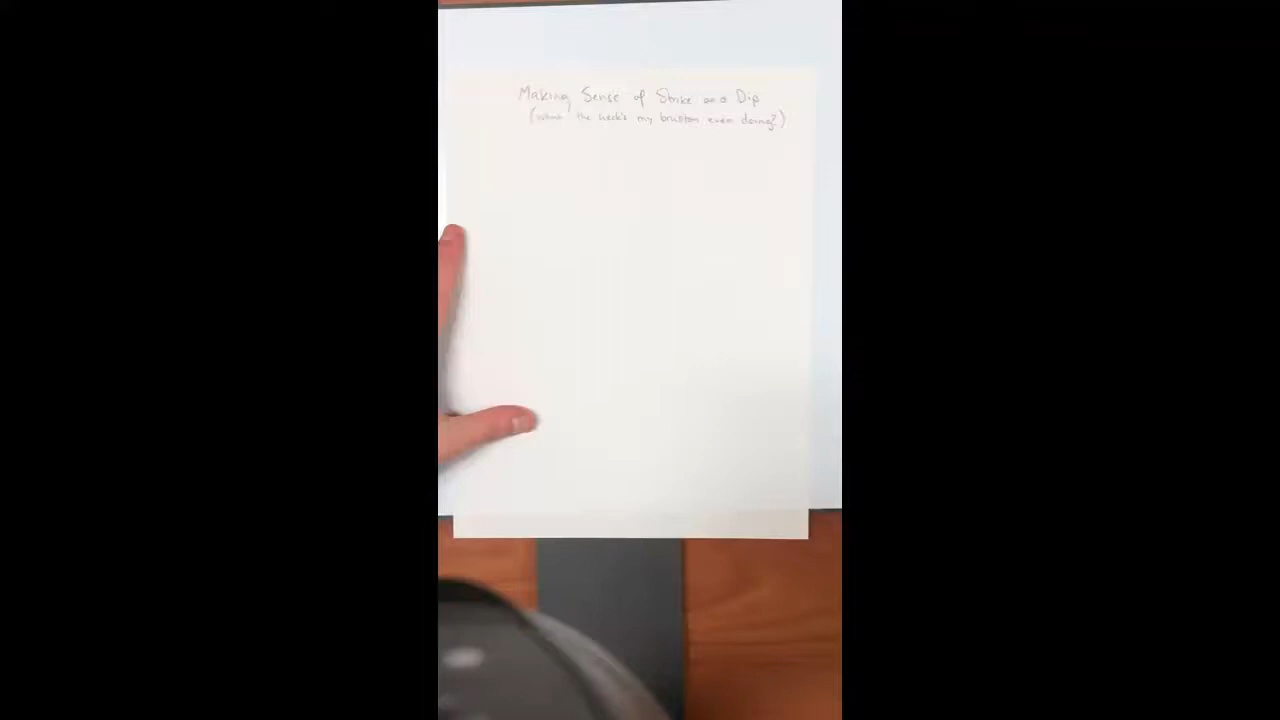 Making Sense of Strike and Dip
(what the heck's my brunton even doing?)